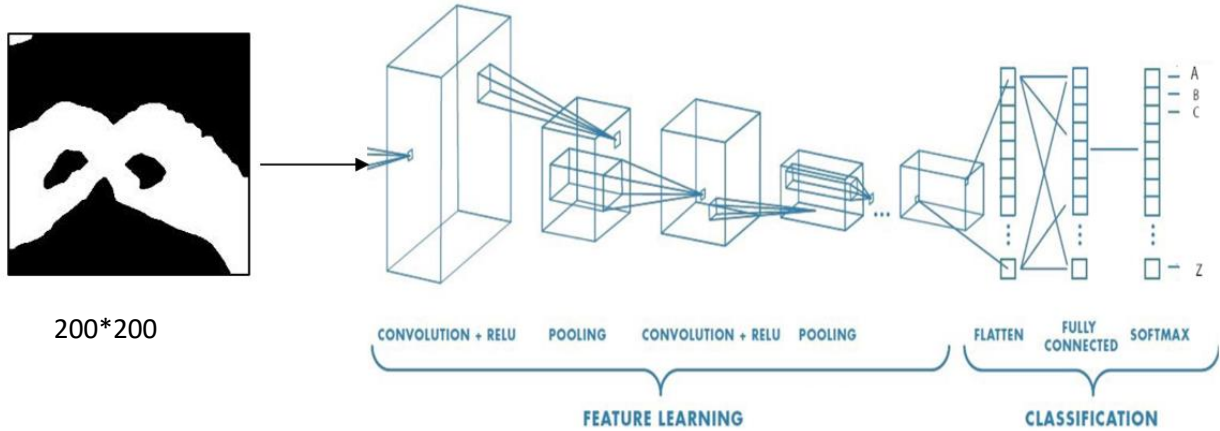 200*200
CONVOLUTION + RELU
POOLING
CONVOLUTION + RELU
POOLING
...
FLATTEN
FULLY
CONNECTED
SOFTMAX
A
B
C
Z
FEATURE LEARNING
CLASSIFICATION